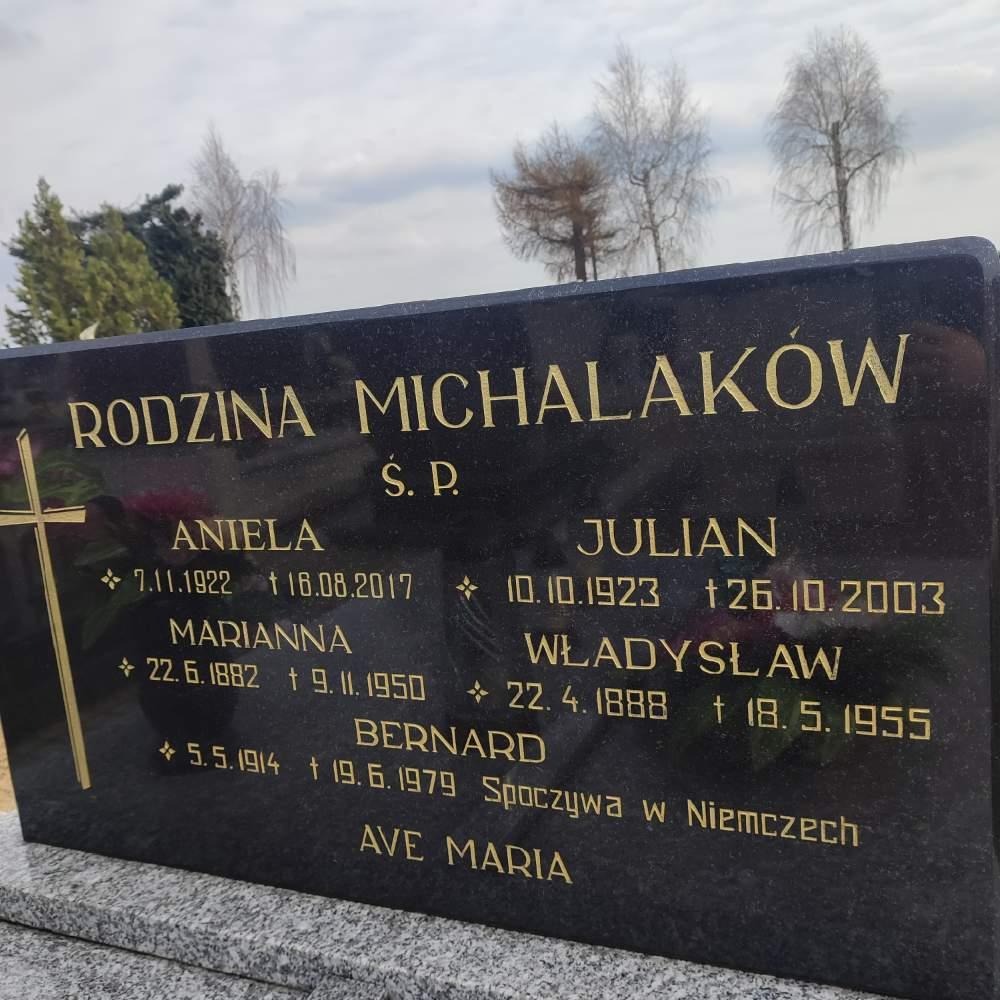 RODZINA MICHALAKÓW
Ś. P.
ANIELA JULIAN
7.11.1922 †16.08.2017 10.10.1923 †26.10.2003
MARIANNA WŁADYSŁAW
22.6.1882 † 9.11.1950 22.4.1888 † 18.5.1955
BERNARD
5.5.1914 † 19.6.1979 Spoczywa w Niemczech
AVE MARIA